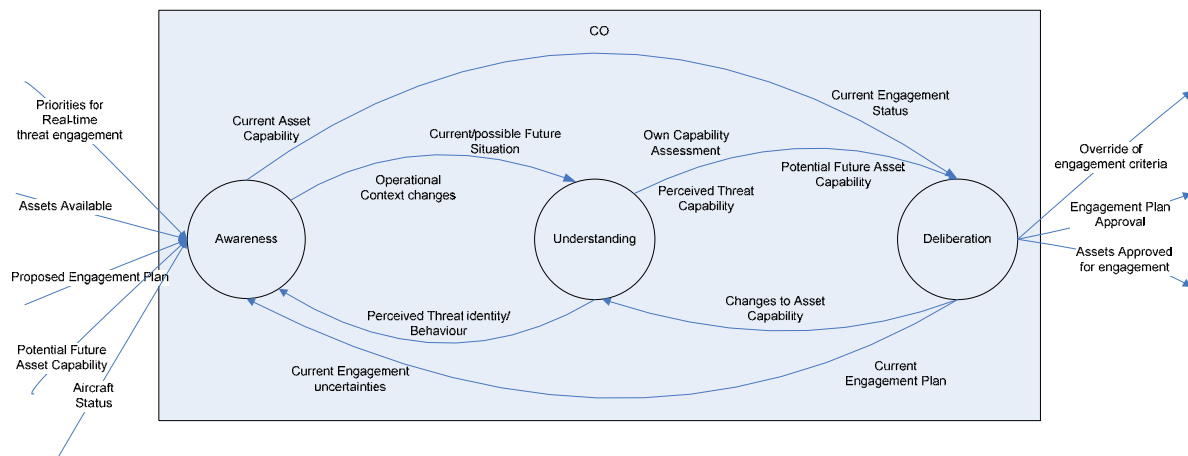 CO
Priorities for
Real-time
threat engagement
Current Asset
Capability
Current Engagement
Status
Current/possible Future
Situation
Own Capability
Assessment
Operational
Context changes
Potential Future Asset
Capability
Perceived Threat
Capability
Override of
engagement criteria
Assets Available
Engagement Plan
Approval
Awareness
Understanding
Deliberation
Assets Approved
for engagement
Proposed Engagement Plan
Perceived Threat identity/
Behaviour
Changes to Asset
Capability
Potential Future
Asset Capability
Current Engagement
uncertainties
Current
Engagement Plan
Aircraft
Status